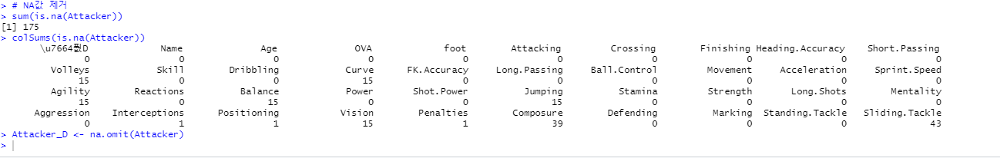 > # NA값 제거
> sum(is.na(Attacker))
[1] 175
> colSums(is.na(Attacker))
\u7664뤖D Name Age OVA foot Attacking Crossing Finishing Heading.Accuracy Short.Passing
0 0 0 0 0 0 0 0 0 0
Volleys Skill Dribbling Curve FK.Accuracy Long.Passing Ball.Control Movement Acceleration Sprint.Speed
15 0 0 15 0 0 0 0 0 0
Agility Reactions Balance Power Shot.Power Jumping Stamina Strength Long.Shots Mentality
15 0 15 0 0 15 0 0 0 0
Aggression Interceptions Positioning Vision Penalties Composure Defending Marking Standing.Tackle Sliding.Tackle
0 1 1 15 1 39 0 0 0 43
> Attacker_D <- na.omit(Attacker)
>